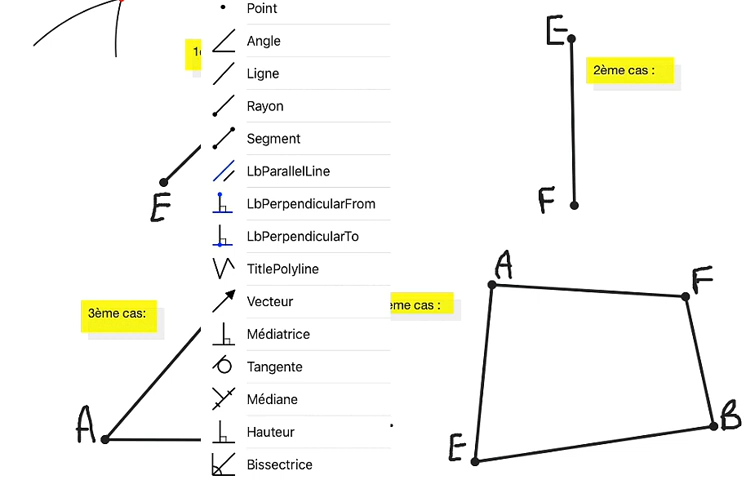 Point
Angle
Ligne
Rayon
Segment
LbParallelLine
LbPerpendicularFrom
LbPerpendicularTo
TitlePolyline
Vecteur
Médiatrice
Tangente
Médiane
Hauteur
Bissectrice
E
3ème cas:
A
E
2ème cas :
F
ème cas :
A
F
E
B